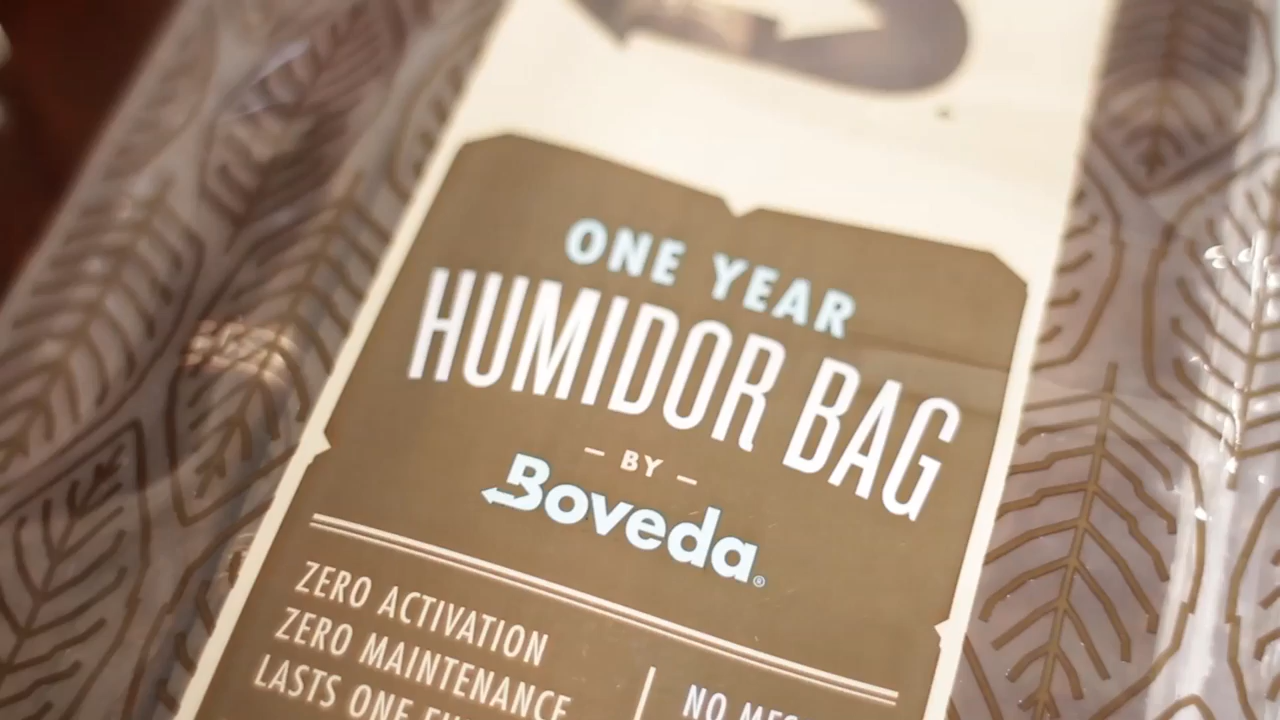 ONE YEAR
HUMIDOR BAG
– BY –
Boveda®
ZERO ACTIVATION
ZERO MAINTENANCE
LASTS ONE
NO